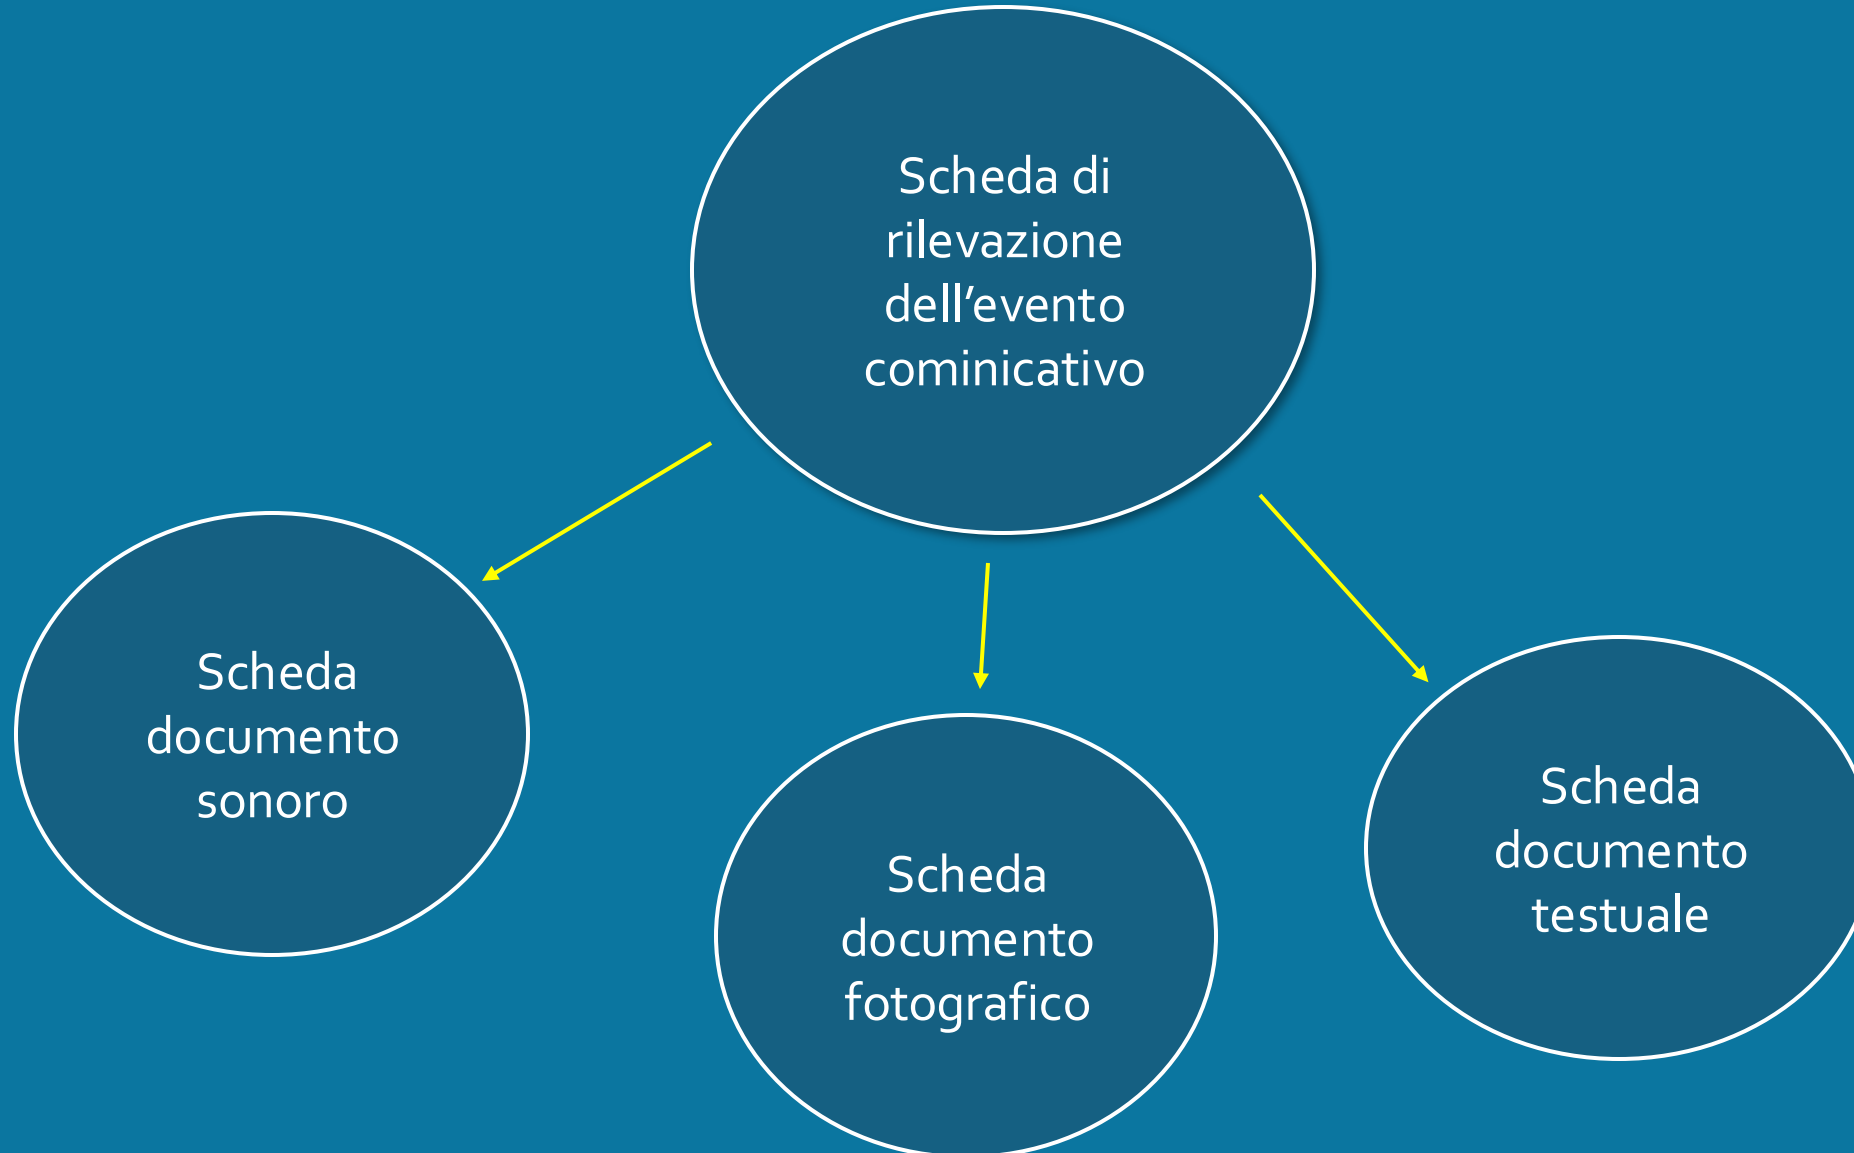 Scheda di
rilevazione
dell’evento
cominicativo
Scheda
documento
sonoro
Scheda
documento
fotografico
Scheda
documento
testuale